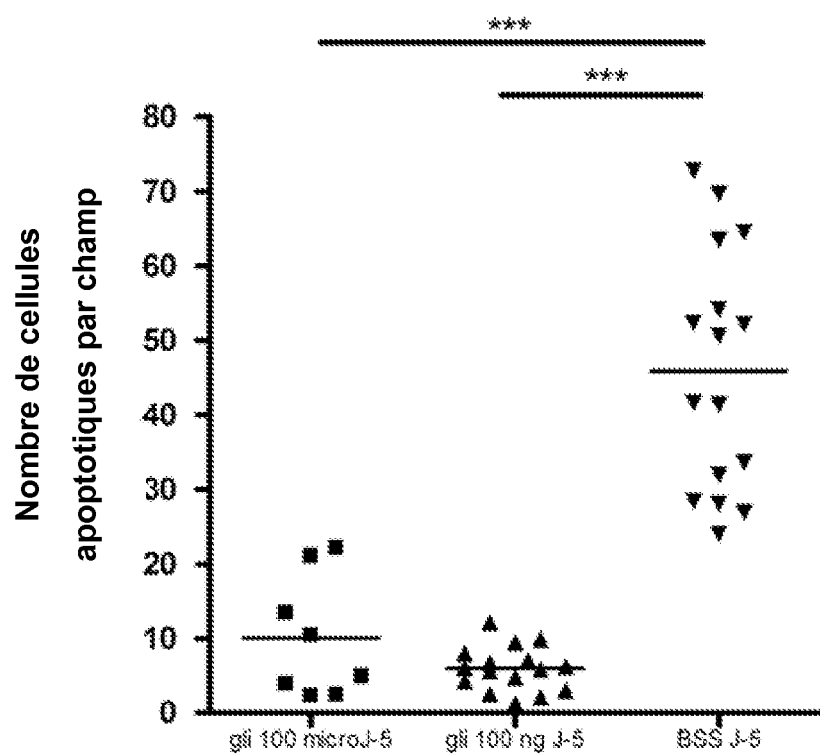 ***
***
Nombre de cellules
apoptotiques par champ
80
70
60
50
40
30
20
10
0
gli 100 microJ-5
gli 100 ng J-5
BSS J-5